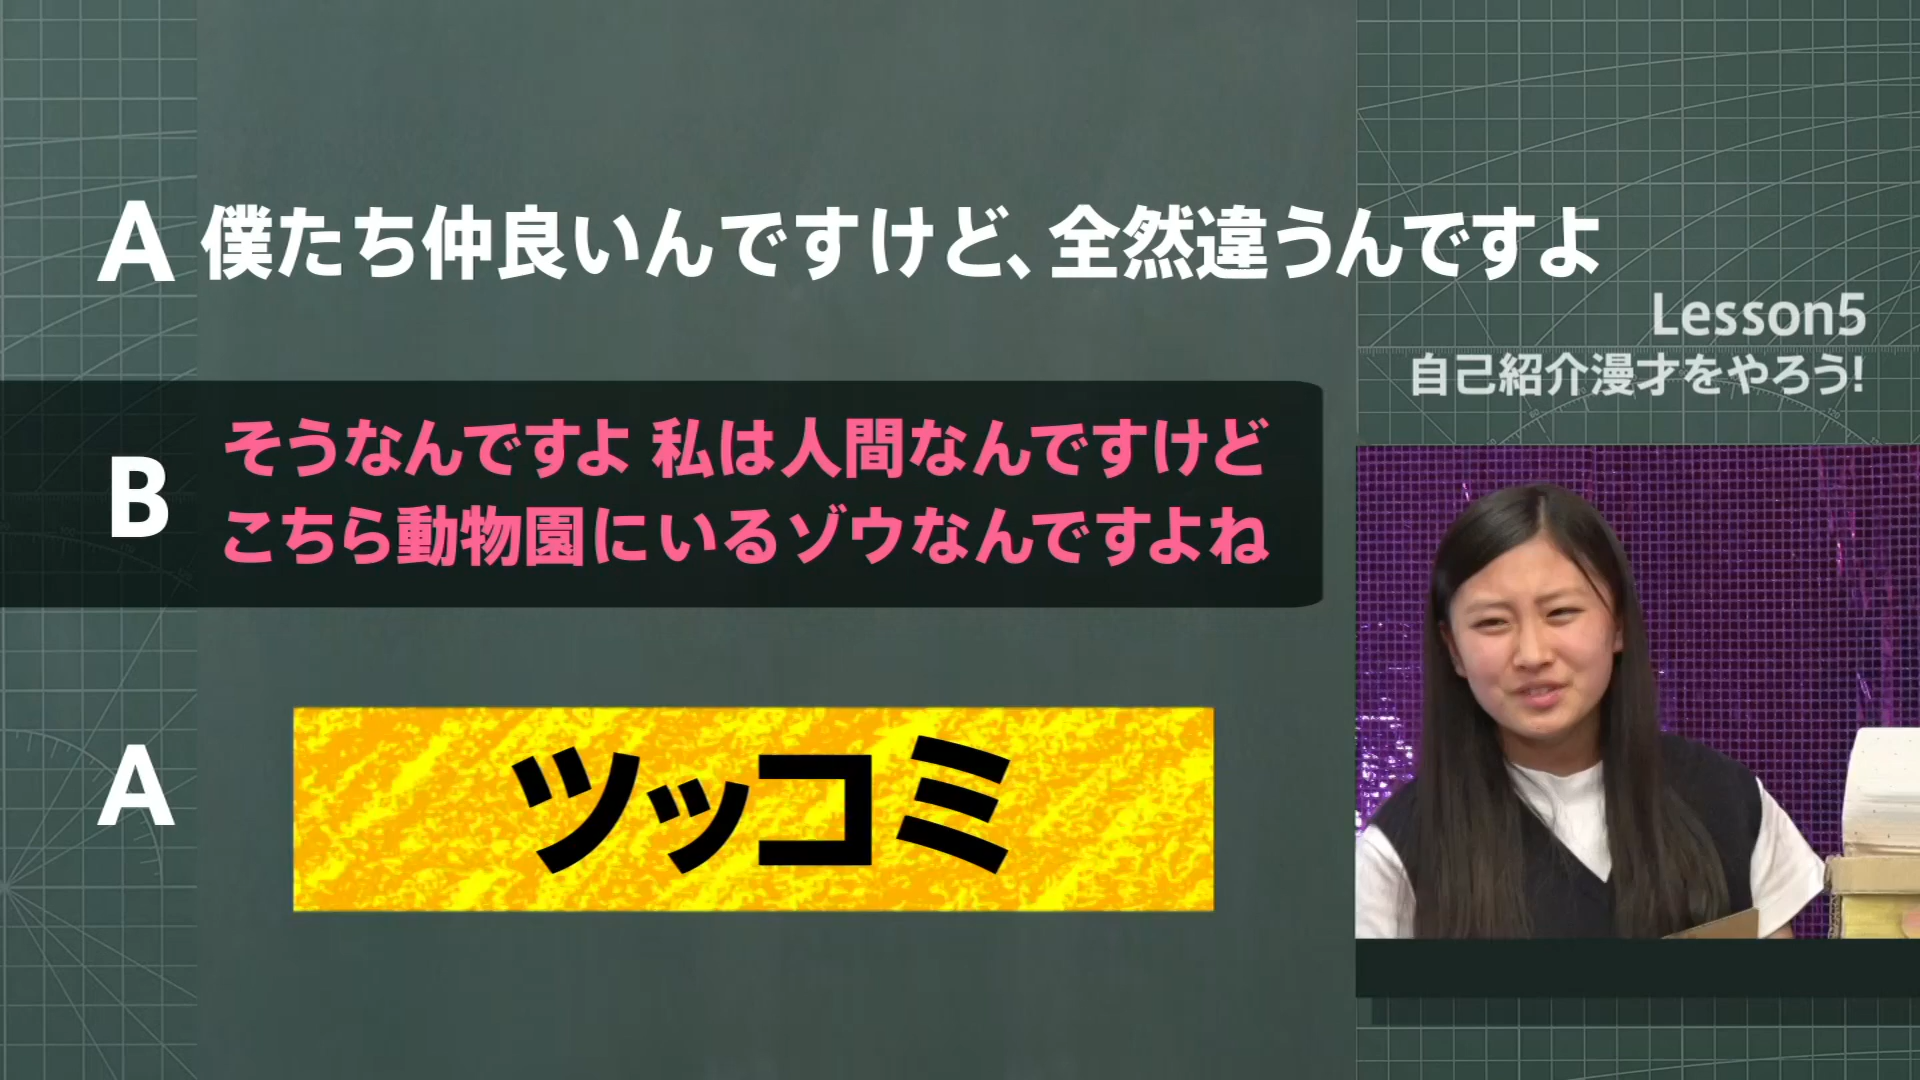 A 僕たち仲良いんですけど、全然違うんですよ
Lesson5
自己紹介漫才をやろう!
B そうなんですよ 私は人間なんですけど
こちら動物園にいるゾウなんですよね
A ツッコミ